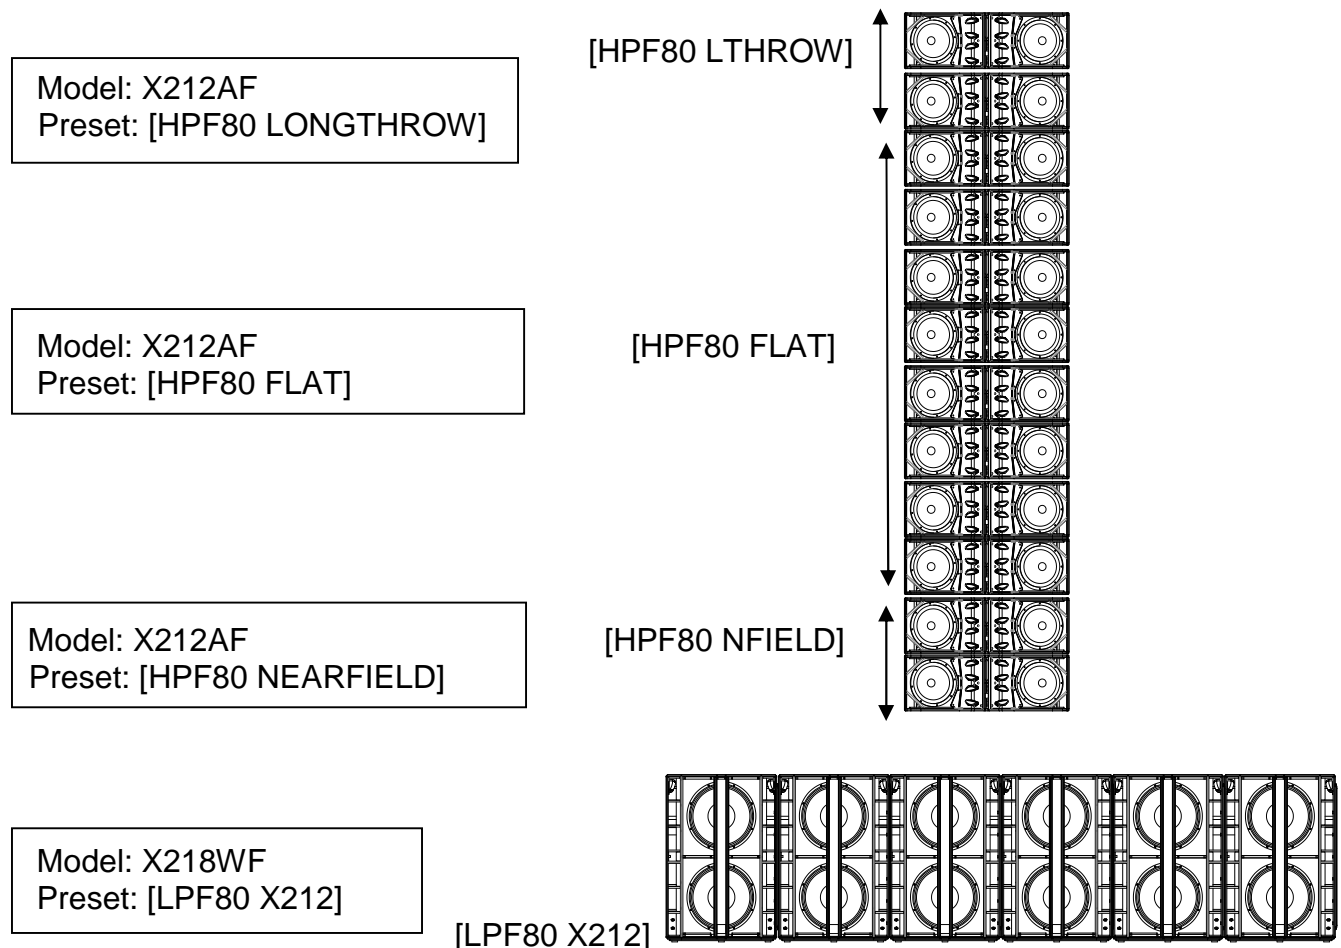 [HPF80 LTHROW]
Model: X212AF
Preset: [HPF80 LONGTHROW]
Model: X212AF
Preset: [HPF80 FLAT]
[HPF80 FLAT]
Model: X212AF
Preset: [HPF80 NEARFIELD]
[HPF80 NFIELD]
Model: X218WF
Preset: [LPF80 X212]
[LPF80 X212]